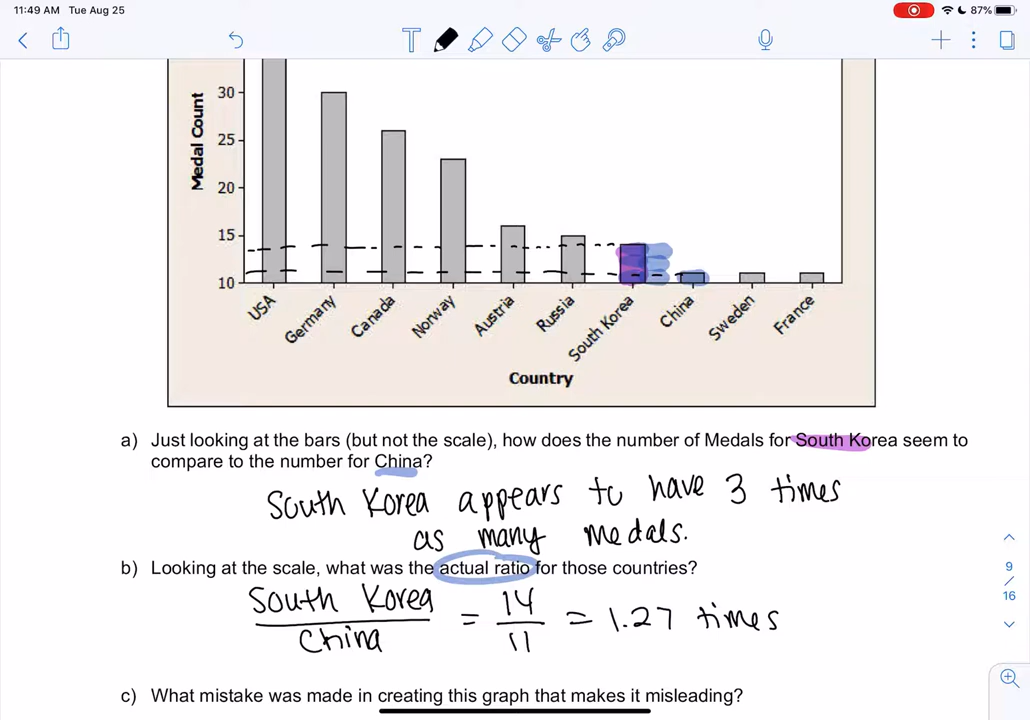 11:49 AM Tue Aug 25
87%
T
30
25
20
15
10
Medal Count
USA
Germany
Canada
Norway
Austria
Russia
South Korea
China
Sweden
France
Country
a) Just looking at the bars (but not the scale), how does the number of Medals for South Korea seem to
compare to the number for China?
South Korea appears to have 3 times
as many medals.
b) Looking at the scale, what was the actual ratio for those countries?
South Korea / China = 14 / 11 = 1.27 times
c) What mistake was made in creating this graph that makes it misleading?
9
/
16